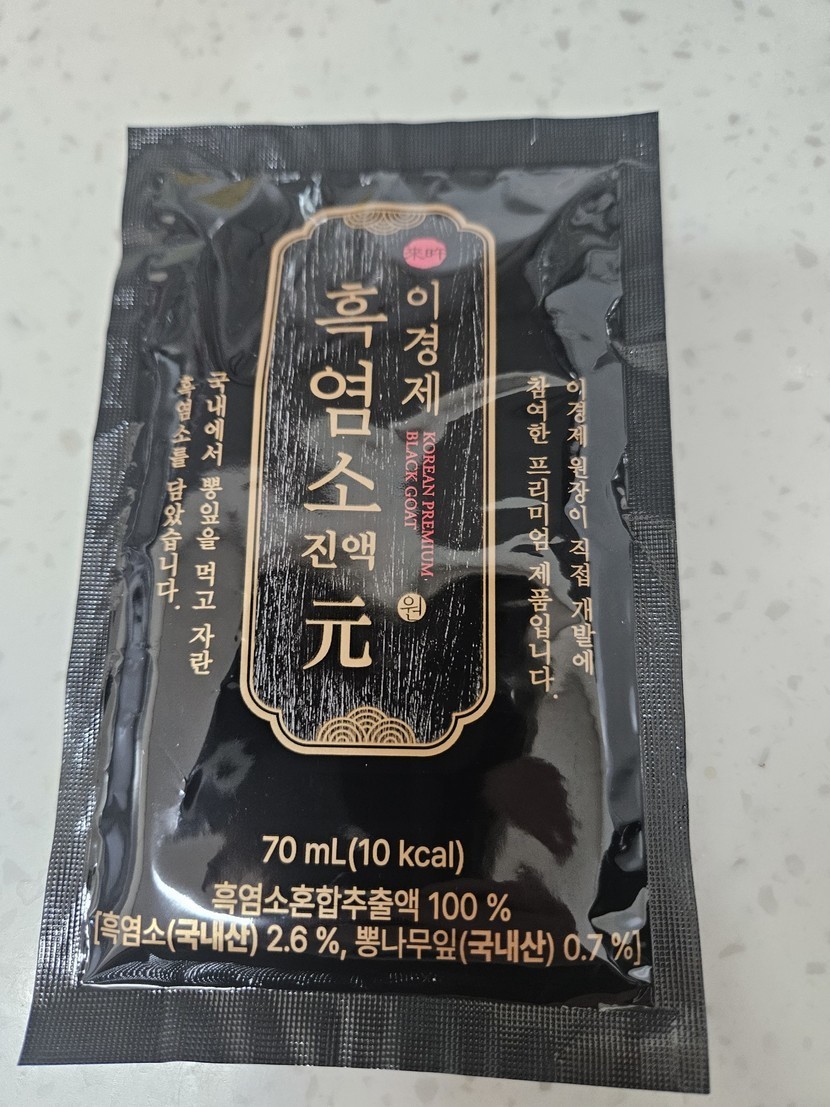 이경제
KOREAN PREMIUM
BLACK GOAT
흑염소
진액
元
원
이경제 원장이 직접 개발에
참여한 프리미엄 제품입니다.
국내에서 뽕잎을 먹고 자란
흑염소를 담았습니다.
70 mL(10 kcal)
흑염소혼합추출액 100 %
[흑염소(국내산) 2.6 %, 뽕나무잎(국내산) 0.7 %]